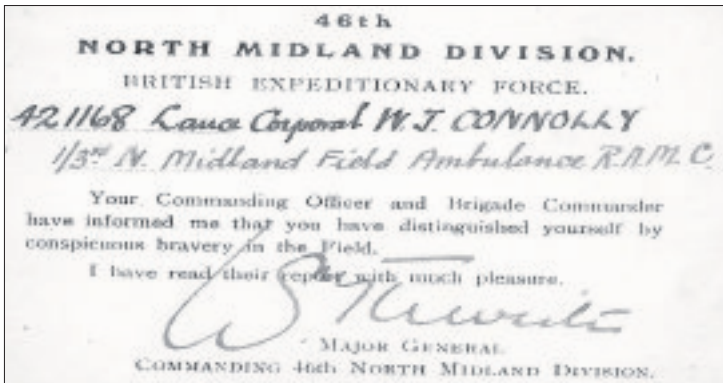 46th
NORTH MIDLAND DIVISION.
BRITISH EXPEDITIONARY FORCE.
421168 Lance Corporal W.J. CONNOLLY
1/3rd N. Midland Field Ambulance R.A.M.C.
Your Commanding Officer and Brigade Commander
have informed me that you have distinguished yourself by
conspicuous bravery in the Field.
I have read their report with much pleasure.
MAJOR GENERAL
COMMANDING 46th NORTH MIDLAND DIVISION.